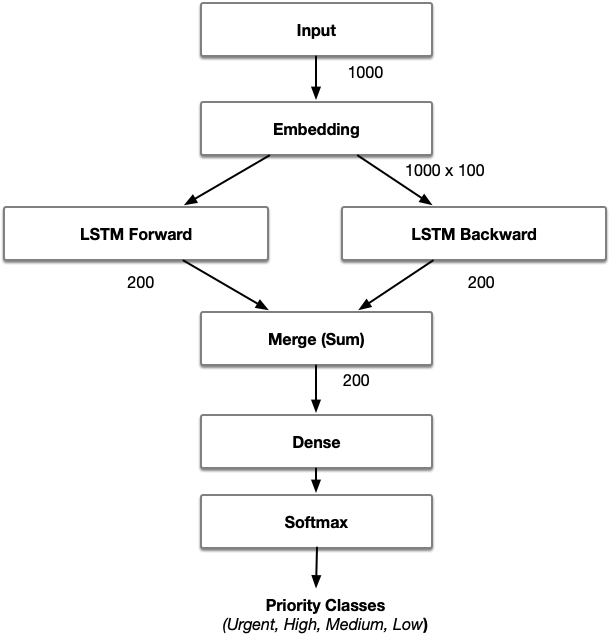 Input
1000
Embedding
1000 x 100
LSTM Forward
LSTM Backward
200
200
Merge (Sum)
200
Dense
Softmax
Priority Classes
(Urgent, High, Medium, Low)